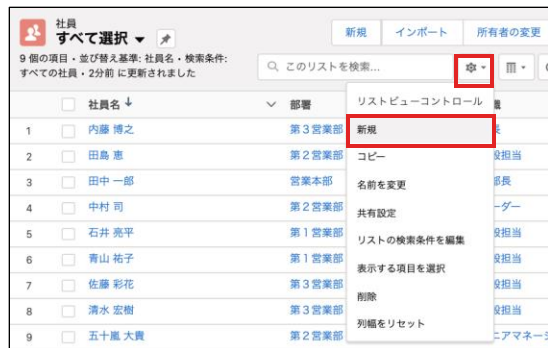 社員
すべて選択
新規
インポート
所有者の変更
9 個の項目・並び替え基準: 社員名・検索条件:
すべての社員・2分前 に更新されました
このリストを検索...
社員名
部署
リストビューコントロール
1 内藤 博之 第3営業部 新規
2 田島 恵 第2営業部 コピー 役担当
3 田中 一郎 営業本部 名前を変更 部長
4 中村 司 第2営業部 共有設定 ーダー
5 石井 亮平 第1営業部 リストの検索条件を編集 役担当
6 青山 祐子 第1営業部 表示する項目を選択 役担当
7 佐藤 彩花 第3営業部 削除 役担当
8 清水 宏樹 第3営業部 列幅をリセット 役担当
9 五十嵐 大貴 第2営業部 ニアマネー